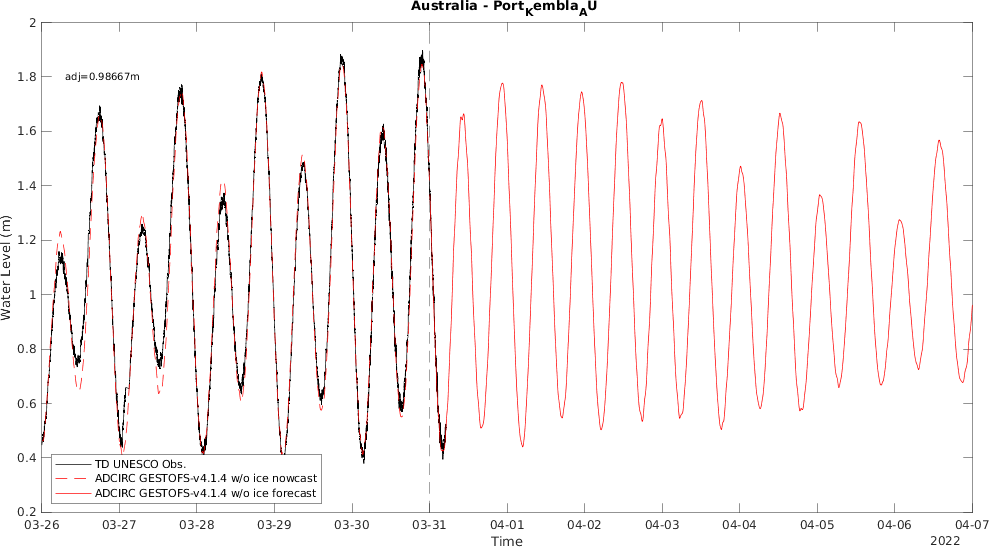 Australia - Port_Kembla_AU
adj=0.98667m
Water Level (m)
2
1.8
1.6
1.4
1.2
1
0.8
0.6
0.4
0.2
TD UNESCO Obs.
ADCIRC GESTOFS-v4.1.4 w/o ice nowcast
ADCIRC GESTOFS-v4.1.4 w/o ice forecast
03-26 03-27 03-28 03-29 03-30 03-31 04-01 04-02 04-03 04-04 04-05 04-06 04-07
Time
2022